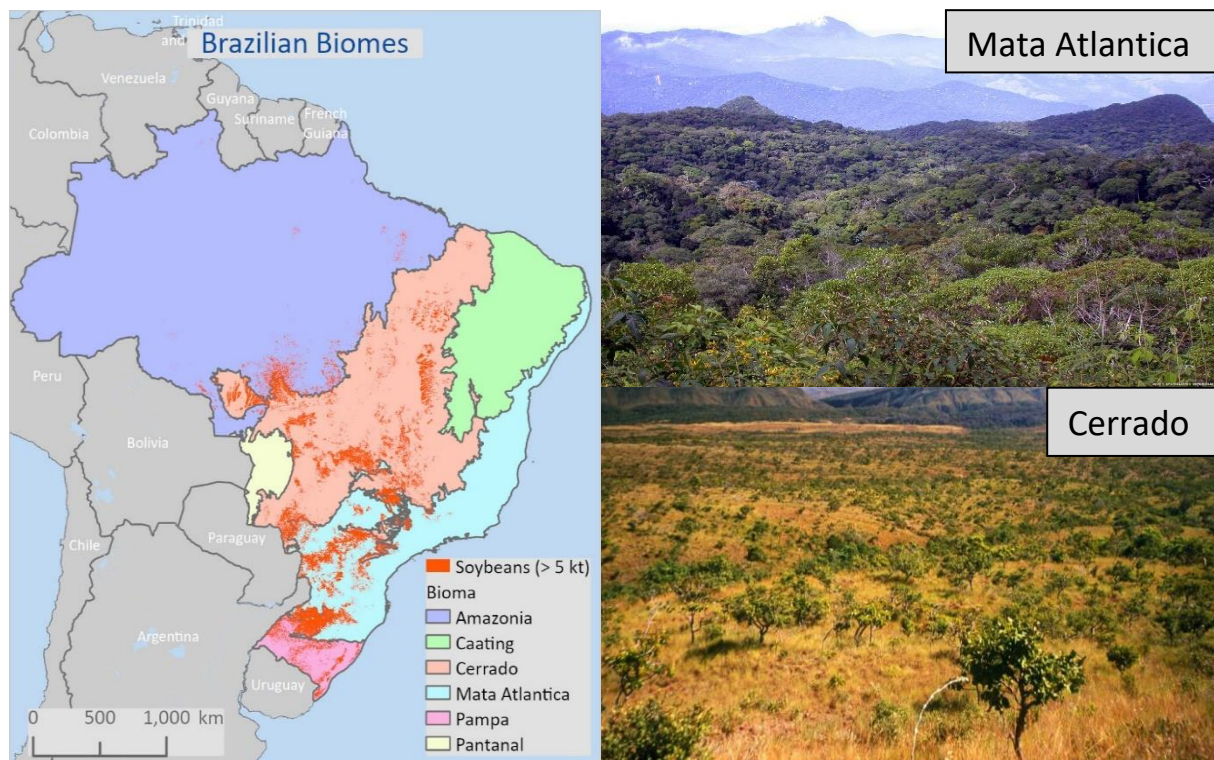 Brazilian Biomes
Trinidad
and
Venezuela
Guyana
Suriname
French
Guiana
Colombia
Peru
Bolivia
Paraguay
Chile
Argentina
Uruguay
Soybeans (> 5 kt)
Bioma
Amazonia
Caating
Cerrado
Mata Atlantica
Pampa
Pantanal
0 500 1,000 km
Mata Atlantica
Cerrado